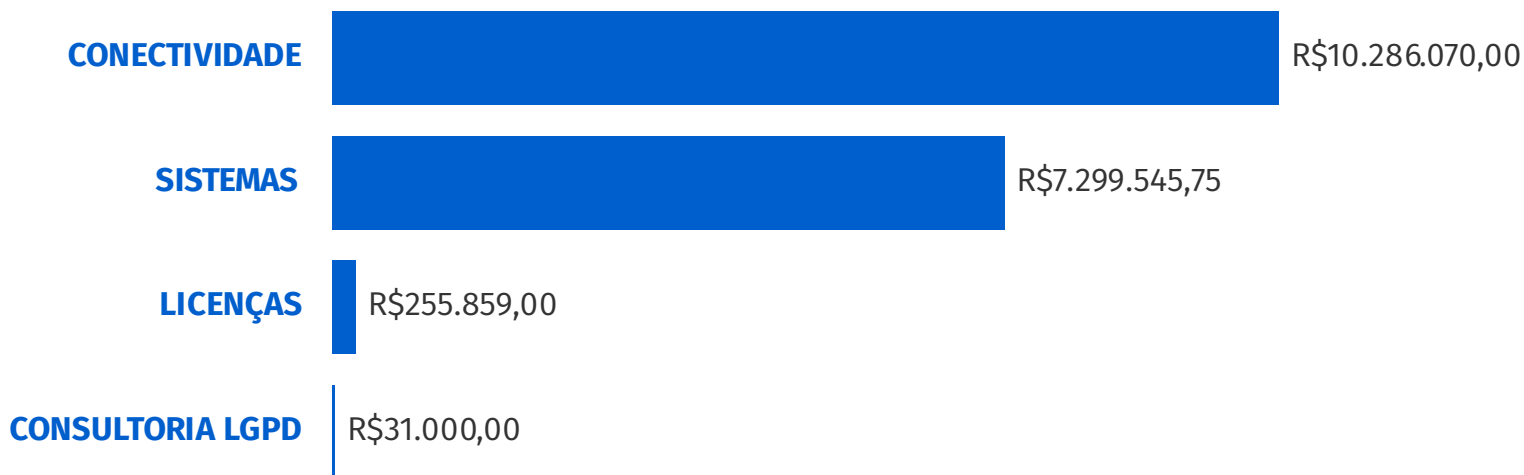 CONECTIVIDADE R$10.286.070,00
SISTEMAS R$7.299.545,75
LICENÇAS R$255.859,00
CONSULTORIA LGPD R$31.000,00